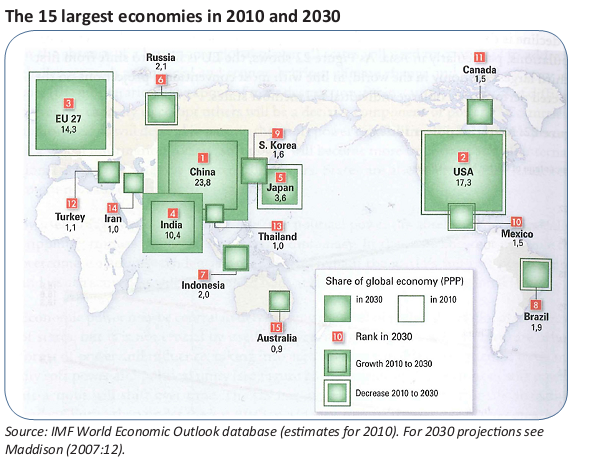 The 15 largest economies in 2010 and 2030
Russia
2,1
6
11
Canada
1,5
3
EU 27
14,3
9
S. Korea
1,6
1
China
23,8
2
USA
17,3
5
Japan
3,6
12
Turkey
1,1
14
Iran
1,0
4
India
10,4
13
Thailand
1,0
10
Mexico
1,5
7
Indonesia
2,0
8
Brazil
1,9
15
Australia
0,9
Share of global economy (PPP)
in 2030
in 2010
10 Rank in 2030
Growth 2010 to 2030
Decrease 2010 to 2030
Source: IMF World Economic Outlook database (estimates for 2010). For 2030 projections see
Maddison (2007:12).